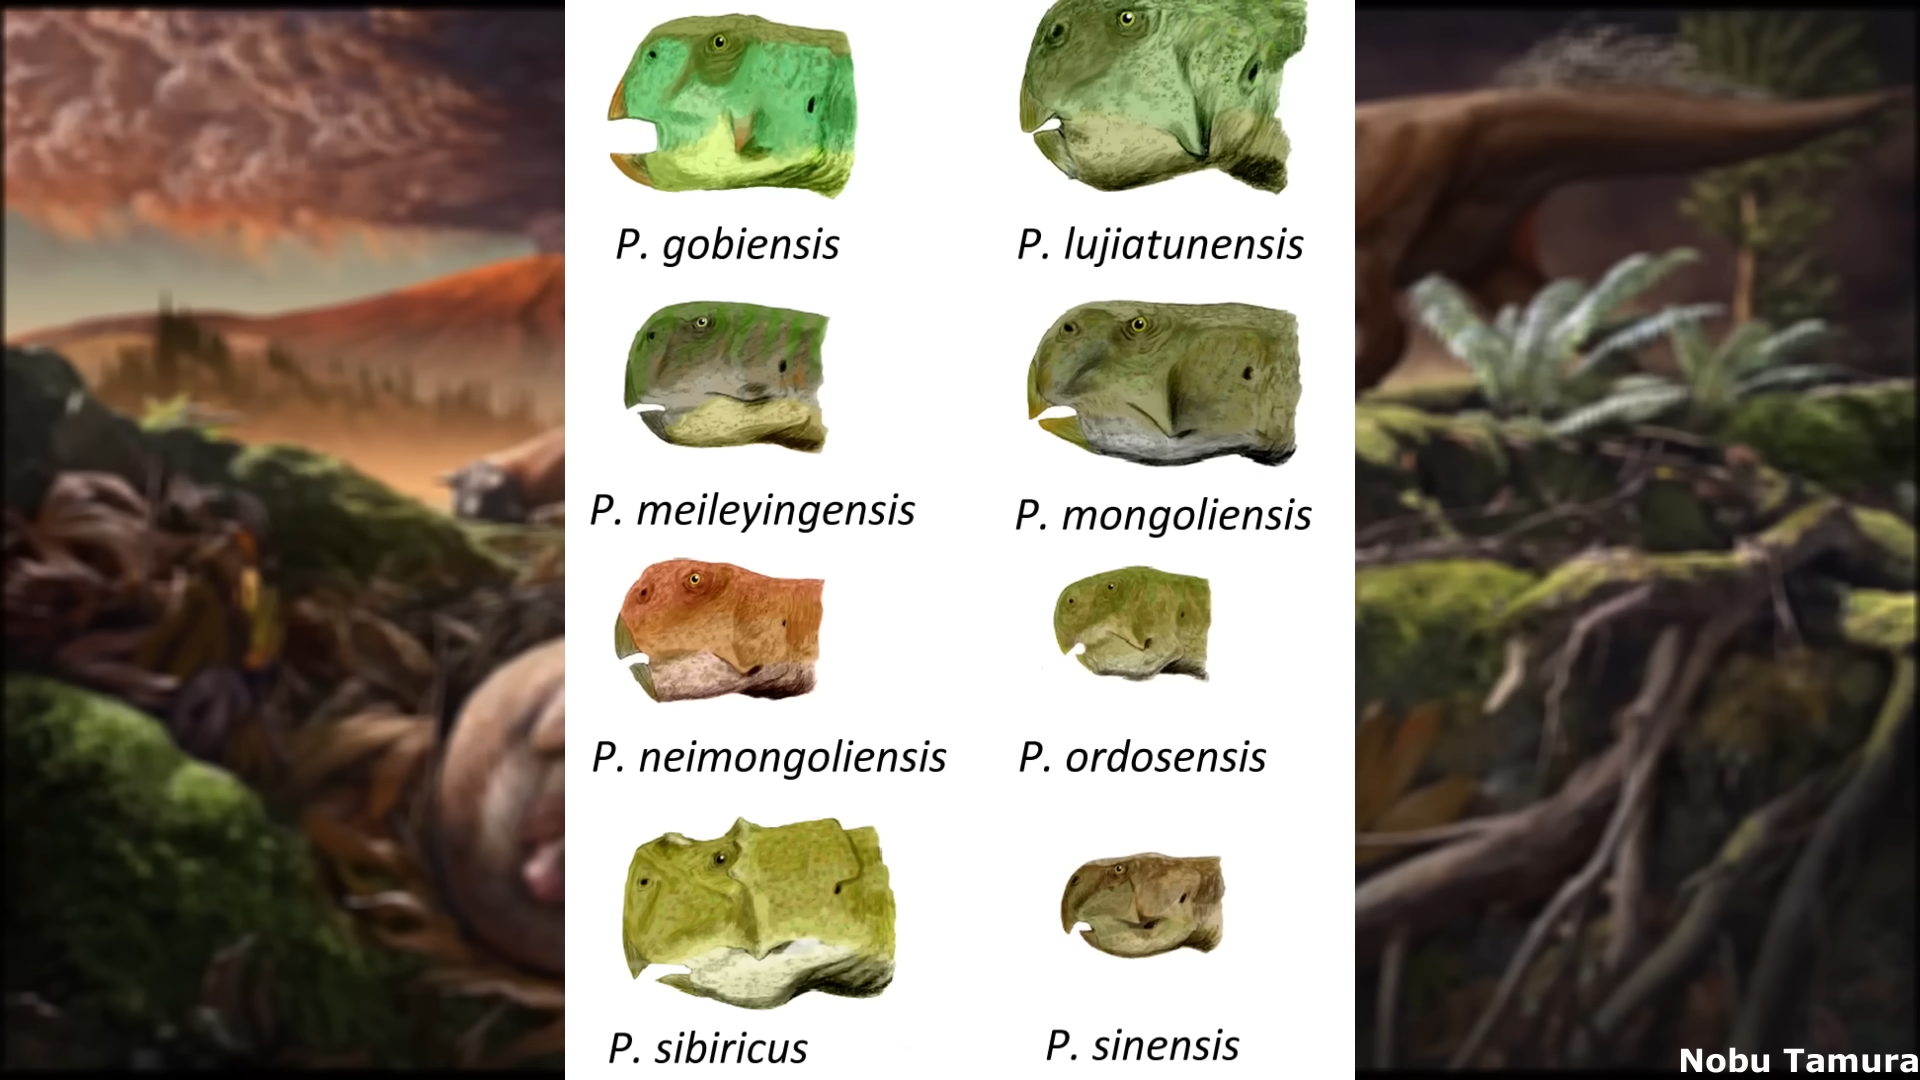 P. gobiensis
P. lujiatunensis
P. meileyingensis
P. mongoliensis
P. neimongoliensis
P. ordosensis
P. sibiricus
P. sinensis
Nobu Tamura